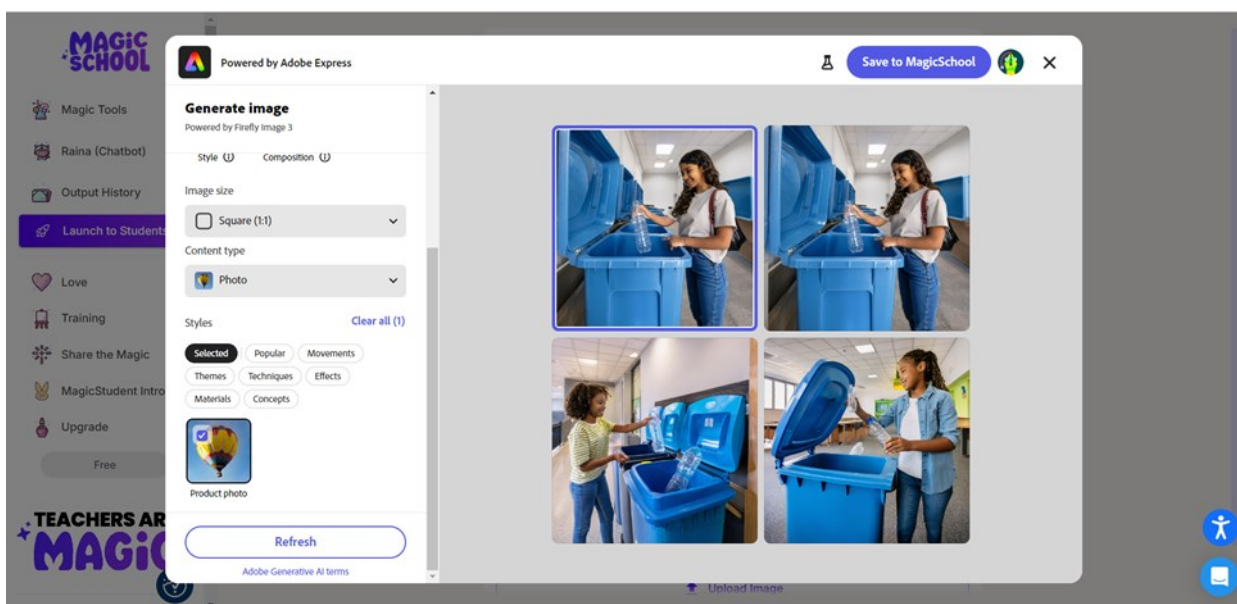 MAGiC
SCHOOL
Magic Tools
Raina (Chatbot)
Output History
Launch to Students
Love
Training
Share the Magic
MagicStudent Intro
Upgrade
Free
TEACHERS AR
MAGiC
Powered by Adobe Express
Save to MagicSchool
Generate image
Powered by Firefly Image 3
Style
Composition
Image size
Square (1:1)
Content type
Photo
Styles
Clear all (1)
Selected
Popular
Movements
Themes
Techniques
Effects
Materials
Concepts
Product photo
Refresh
Adobe Generative AI terms
Upload Image